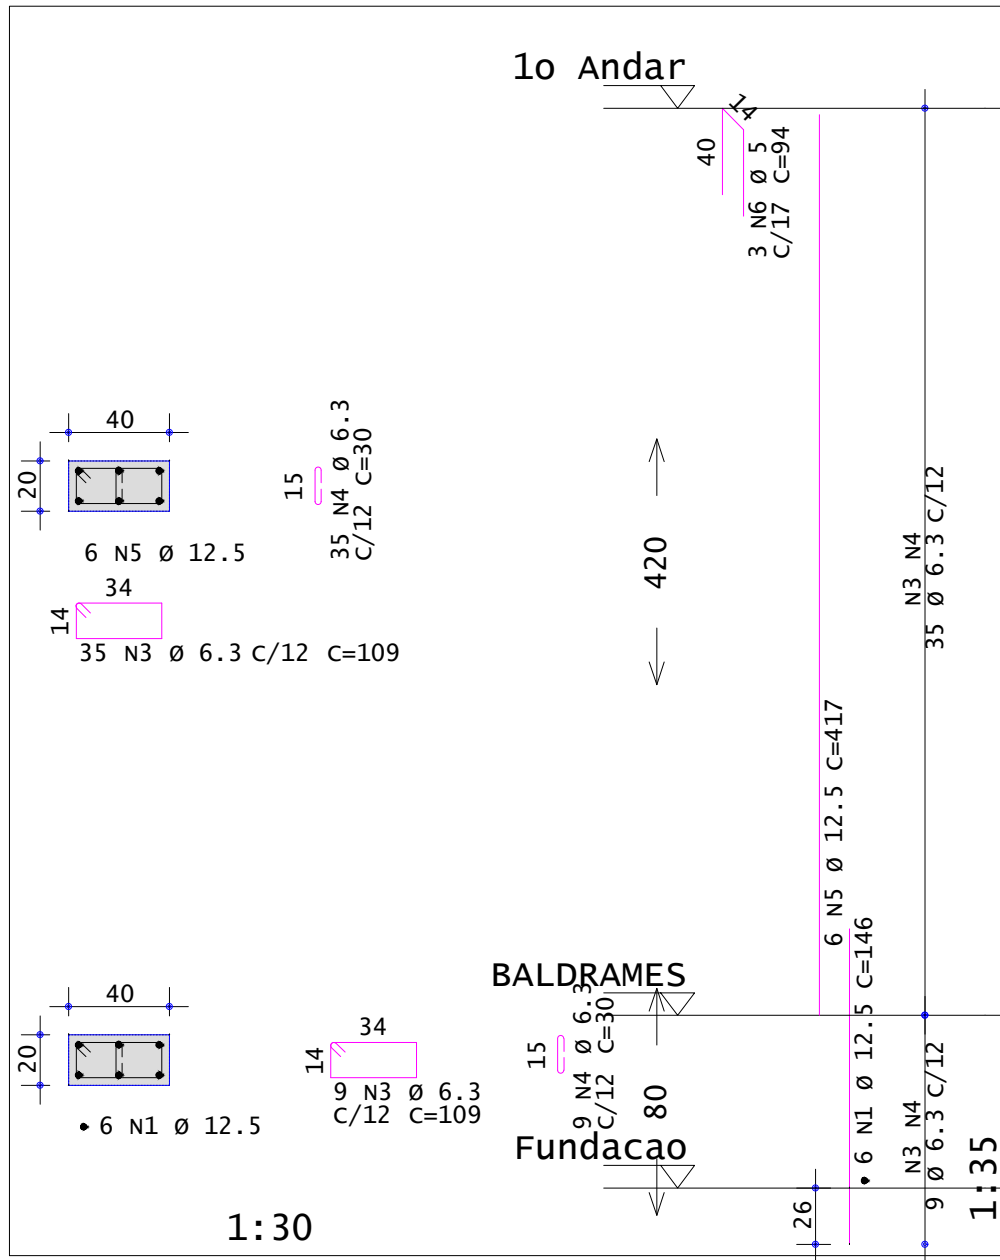 1o Andar
14
40
3 N6 Ø 5
C/17 C=94
40
20
6 N5 Ø 12.5
15
35 N4 Ø 6.3
C/12 C=30
34
14
35 N3 Ø 6.3 C/12 C=109
420
N3 N4
35 Ø 6.3 C/12
6 N5 Ø 12.5 C=417
BALDRAMES
40
20
6 N1 Ø 12.5
34
14
9 N3 Ø 6.3
C/12 C=109
15
9 N4 Ø 6.3
C/12 C=30
80
6 N1 Ø 12.5 C=146
N3 N4
9 Ø 6.3 C/12
Fundacao
26
1:30
1:35